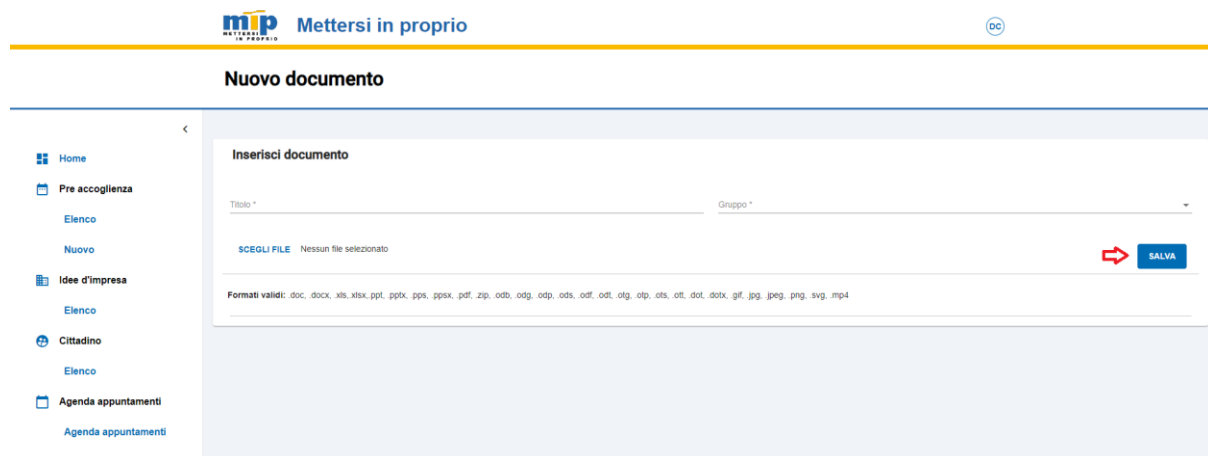 mip
METTERSI
IN PROPRIO
Mettersi in proprio
DC
Nuovo documento
Home
Pre accoglienza
Elenco
Nuovo
Idee d'impresa
Elenco
Cittadino
Elenco
Agenda appuntamenti
Agenda appuntamenti
Inserisci documento
Titolo *
Gruppo *
SCEGLI FILE Nessun file selezionato
SALVA
Formati validi: .doc, .docx, .xls,.xlsx,.ppt, .pptx, .pps, .ppsx, .pdf, .zip, .odb, .odg, .odp, .ods, .odf, .odt, .otg, .otp, .ots, .ott, .dot, .dotx, .gif, .jpg, .jpeg, .png, .svg, .mp4